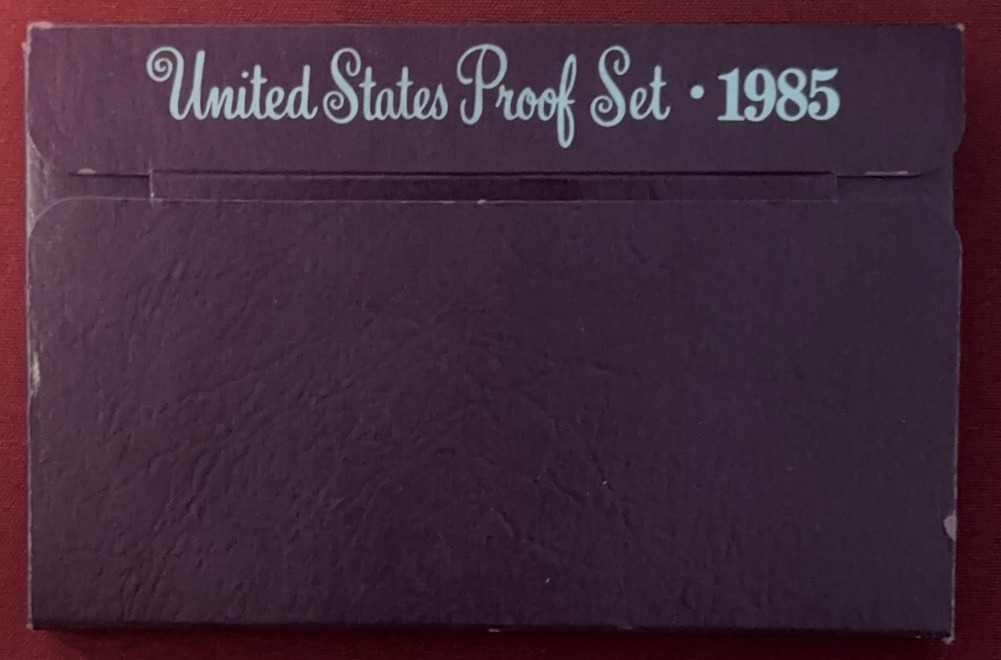 United States Proof Set • 1985